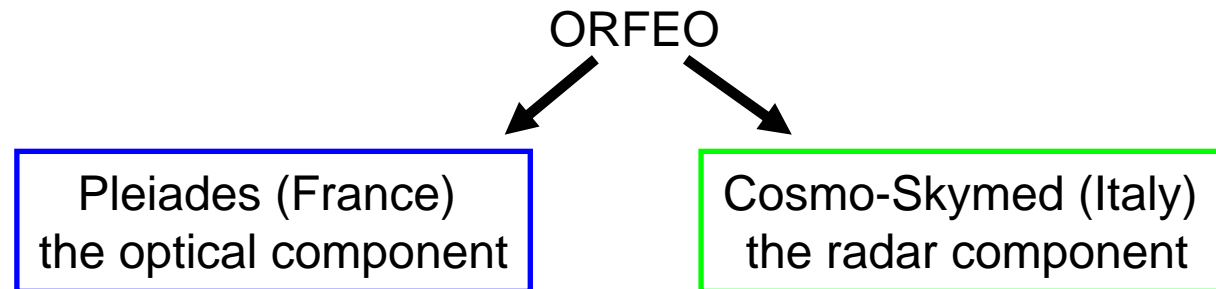 ORFEO
Pleiades (France)
the optical component
Cosmo-Skymed (Italy)
the radar component